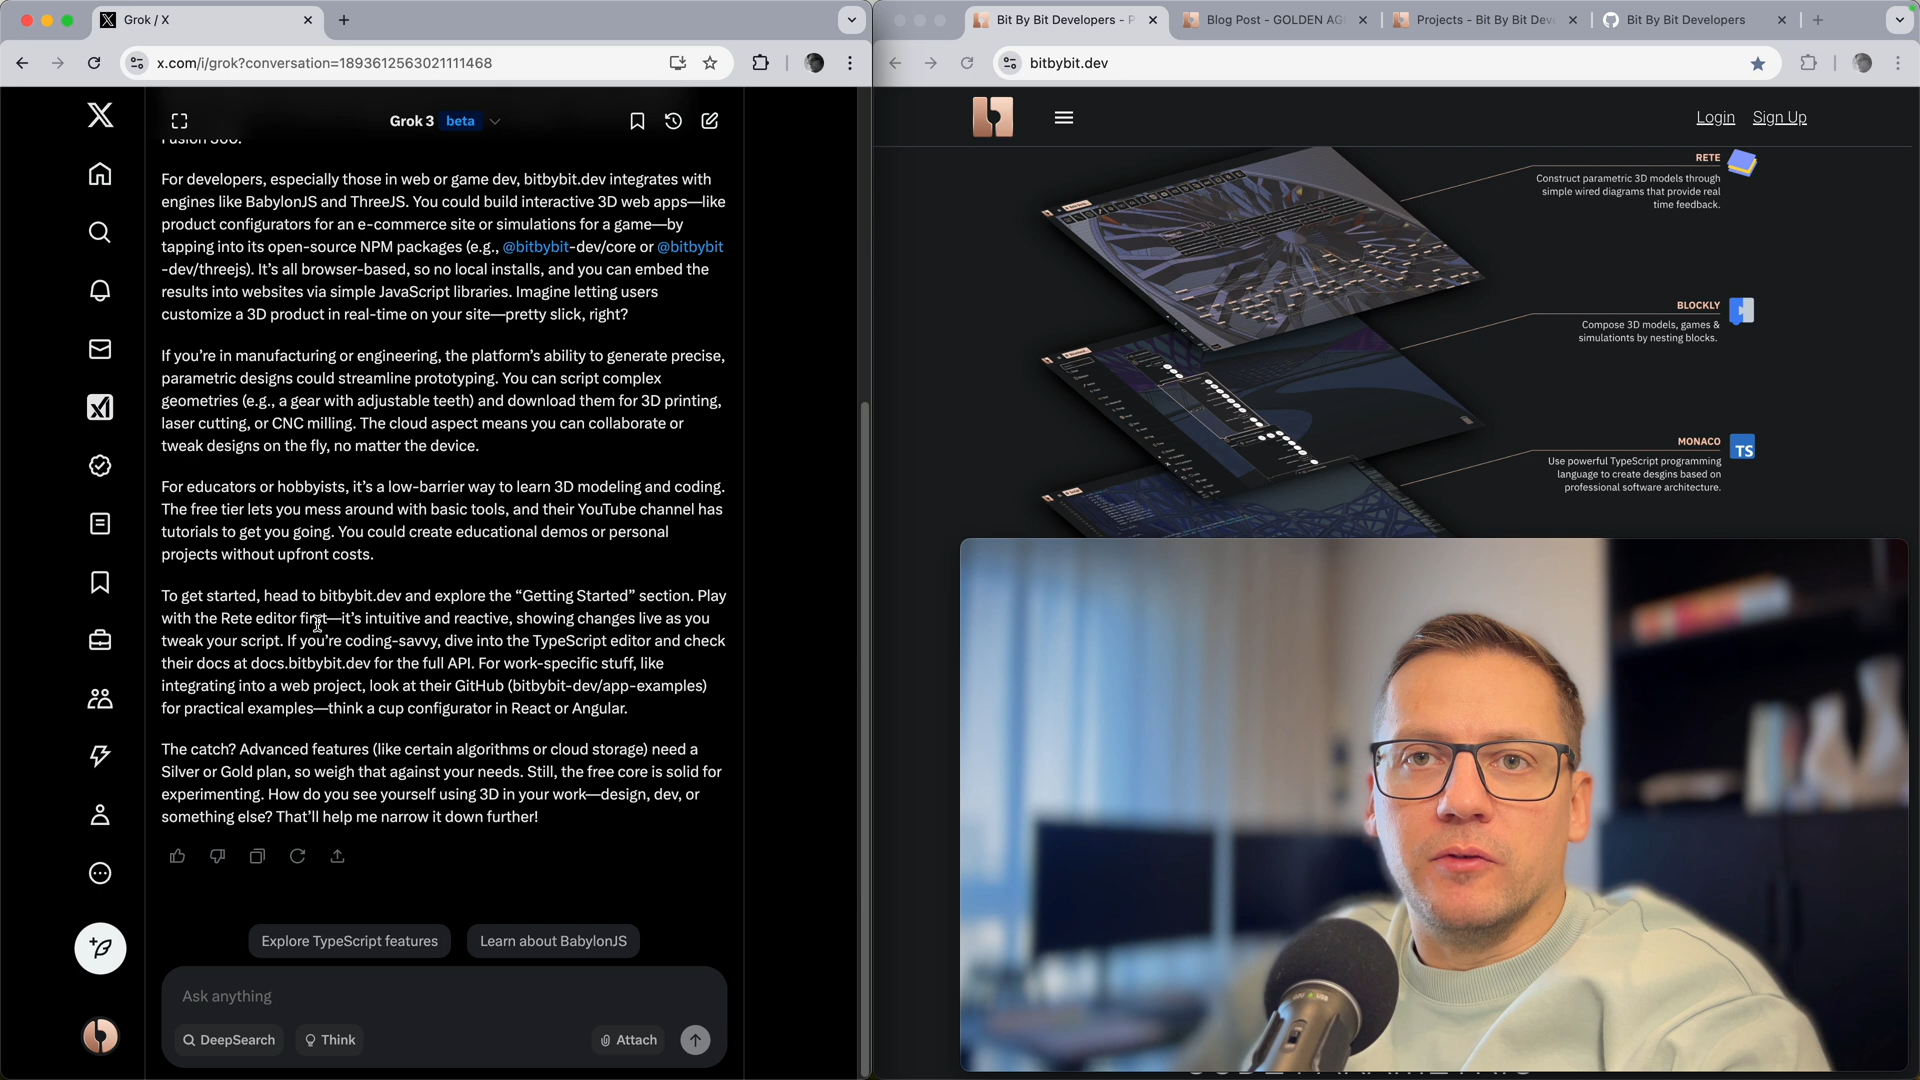 Grok / X
x.com/i/grok?conversation=1893612563021111468
Grok 3 beta
Fusion 360.
For developers, especially those in web or game dev, bitbybit.dev integrates with
engines like BabylonJS and ThreeJS. You could build interactive 3D web apps—like
product configurators for an e-commerce site or simulations for a game—by
tapping into its open-source NPM packages (e.g., @bitbybit-dev/core or @bitbybit
-dev/threejs). It’s all browser-based, so no local installs, and you can embed the
results into websites via simple JavaScript libraries. Imagine letting users
customize a 3D product in real-time on your site—pretty slick, right?
If you’re in manufacturing or engineering, the platform’s ability to generate precise,
parametric designs could streamline prototyping. You can script complex
geometries (e.g., a gear with adjustable teeth) and download them for 3D printing,
laser cutting, or CNC milling. The cloud aspect means you can collaborate or
tweak designs on the fly, no matter the device.
For educators or hobbyists, it’s a low-barrier way to learn 3D modeling and coding.
The free tier lets you mess around with basic tools, and their YouTube channel has
tutorials to get you going. You could create educational demos or personal
projects without upfront costs.
To get started, head to bitbybit.dev and explore the “Getting Started” section. Play
with the Rete editor first—it’s intuitive and reactive, showing changes live as you
tweak your script. If you’re coding-savvy, dive into the TypeScript editor and check
their docs at docs.bitbybit.dev for the full API. For work-specific stuff, like
integrating into a web project, look at their GitHub (bitbybit-dev/app-examples)
for practical examples—think a cup configurator in React or Angular.
The catch? Advanced features (like certain algorithms or cloud storage) need a
Silver or Gold plan, so weigh that against your needs. Still, the free core is solid for
experimenting. How do you see yourself using 3D in your work—design, dev, or
something else? That’ll help me narrow it down further!
Explore TypeScript features
Learn about BabylonJS
Ask anything
DeepSearch
Think
Attach
Bit By Bit Developers - P
Blog Post - GOLDEN AG
Projects - Bit By Bit Deve
Bit By Bit Developers
bitbybit.dev
Login
Sign Up
RETE
Construct parametric 3D models through
simple wired diagrams that provide real
time feedback.
BLOCKLY
Compose 3D models, games &
simulationts by nesting blocks.
MONACO
TS
Use powerful TypeScript programming
language to create desgins based on
professional software architecture.